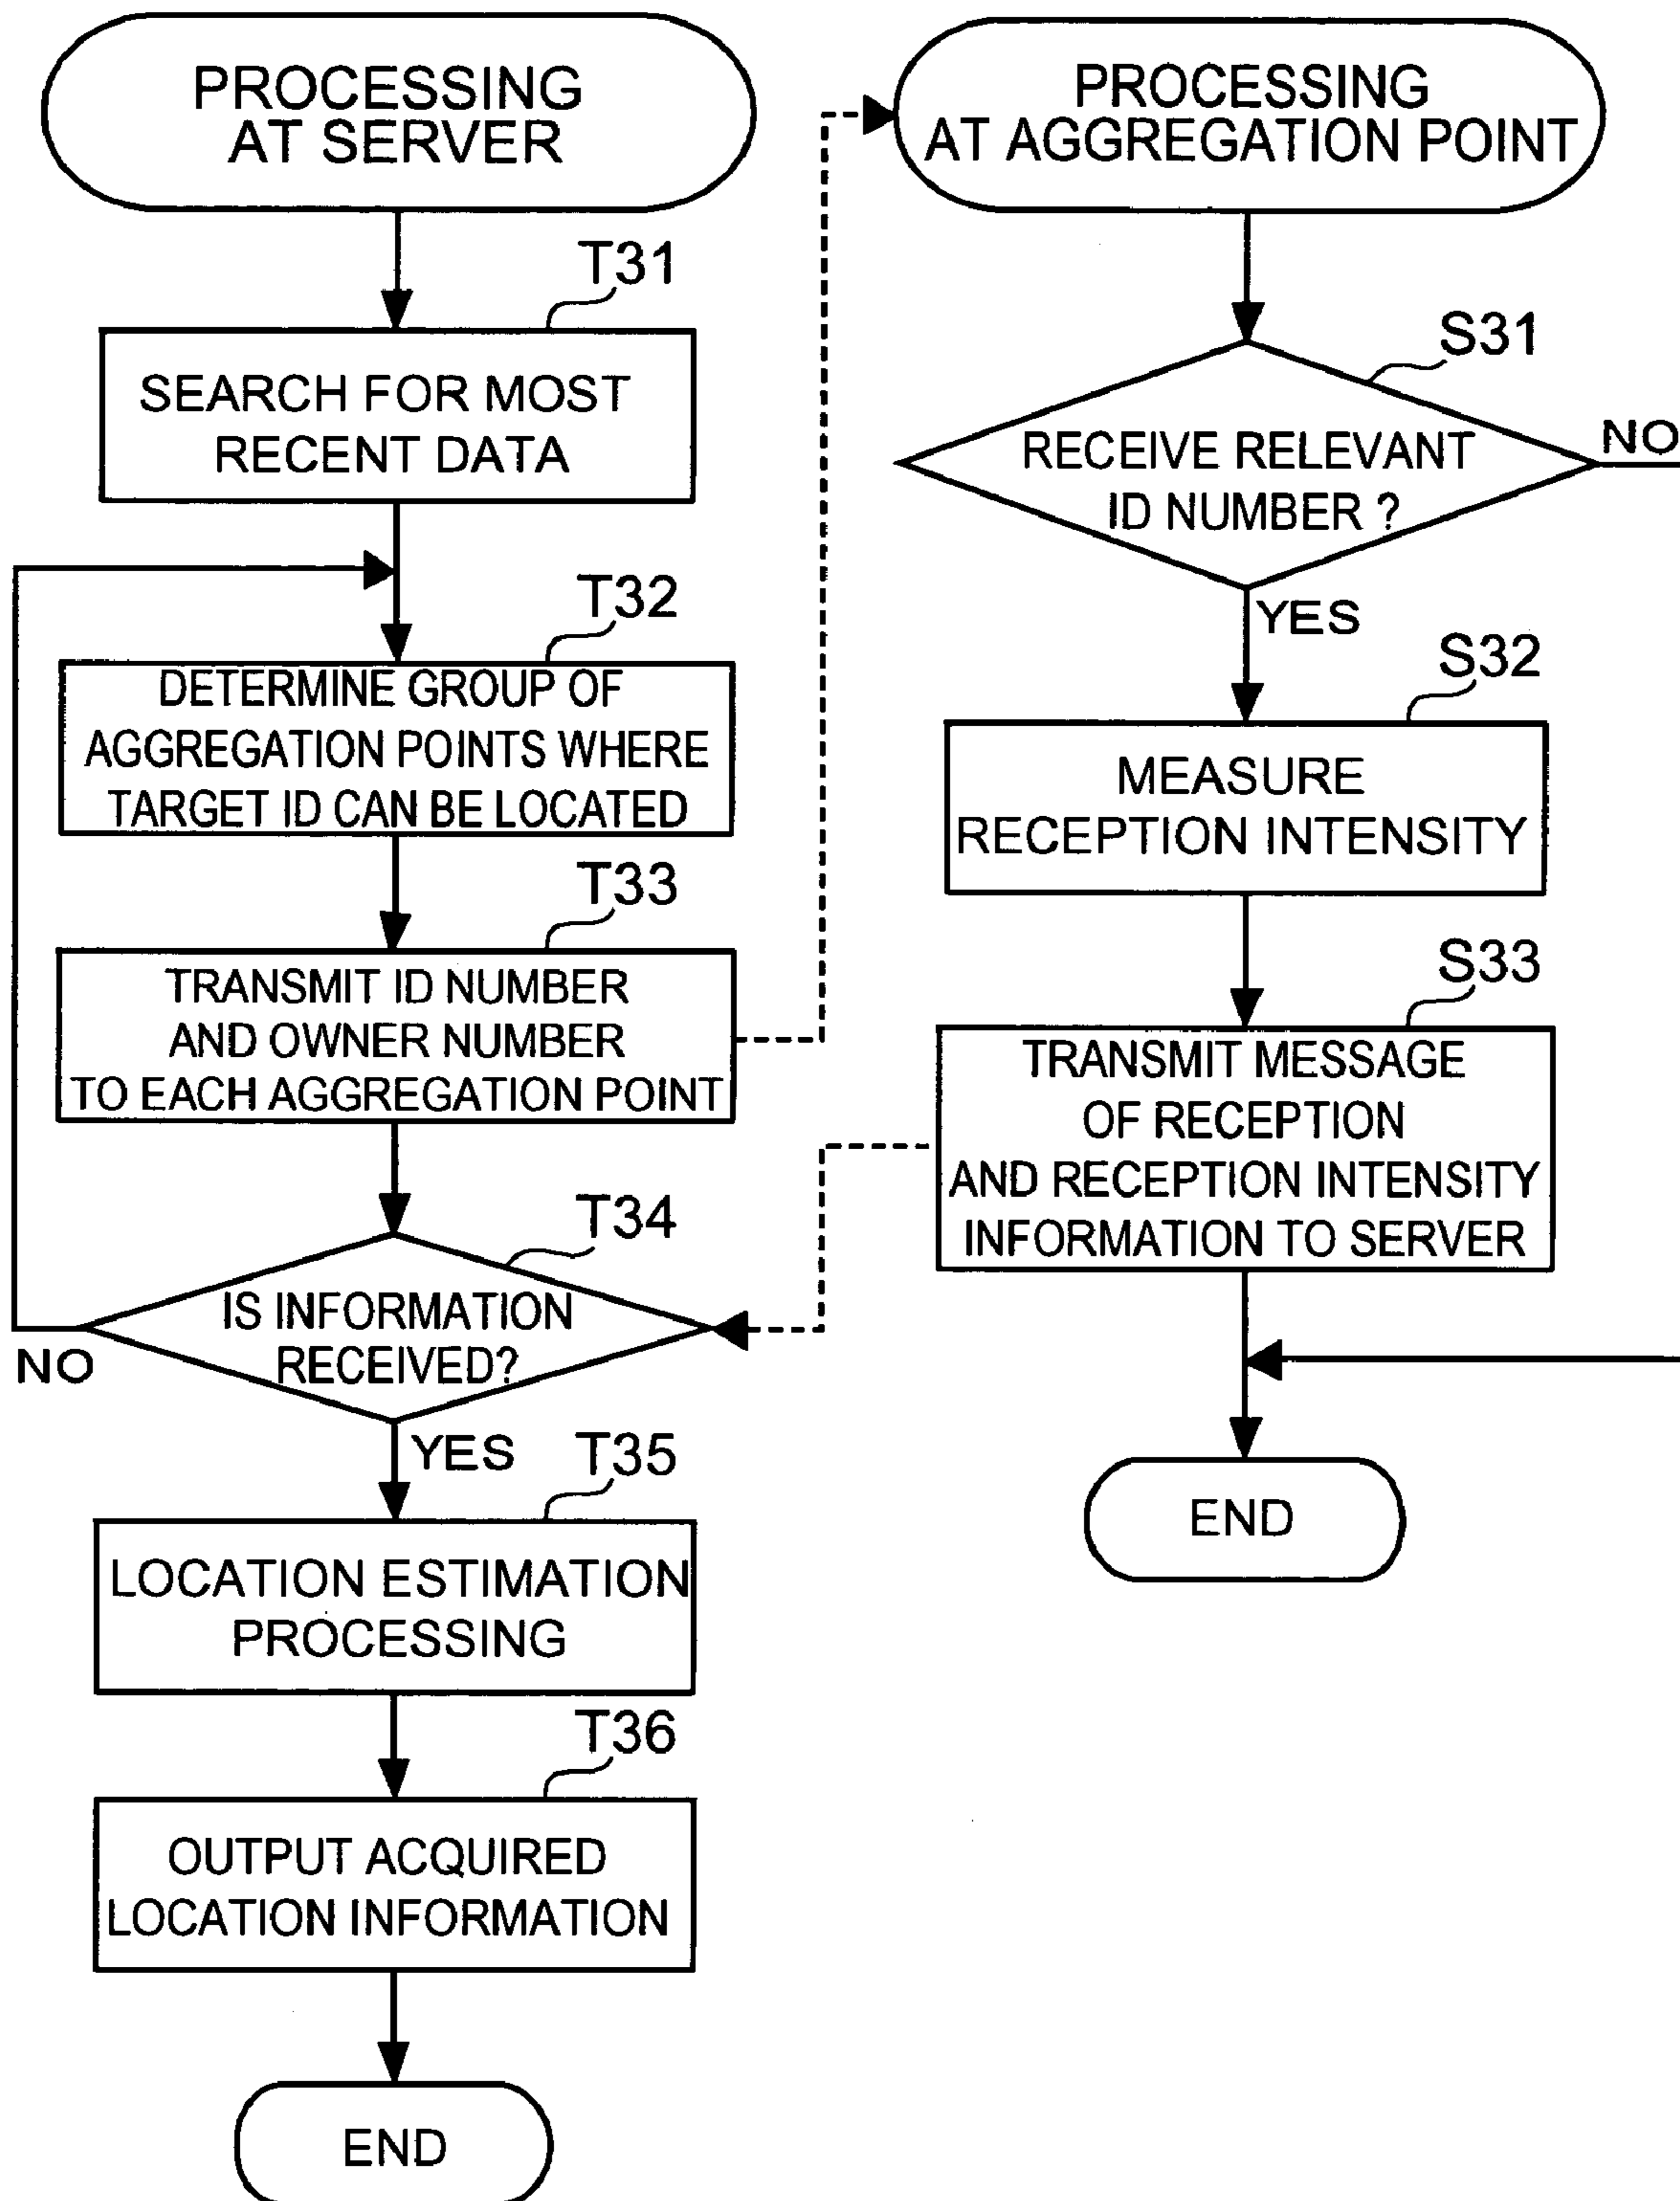 PROCESSING
AT SERVER
T31
SEARCH FOR MOST
RECENT DATA
T32
DETERMINE GROUP OF
AGGREGATION POINTS WHERE
TARGET ID CAN BE LOCATED
T33
TRANSMIT ID NUMBER
AND OWNER NUMBER
TO EACH AGGREGATION POINT
T34
IS INFORMATION
RECEIVED?
NO
YES
T35
LOCATION ESTIMATION
PROCESSING
T36
OUTPUT ACQUIRED
LOCATION INFORMATION
END
PROCESSING
AT AGGREGATION POINT
S31
RECEIVE RELEVANT
ID NUMBER ?
NO
YES
S32
MEASURE
RECEPTION INTENSITY
S33
TRANSMIT MESSAGE
OF RECEPTION
AND RECEPTION INTENSITY
INFORMATION TO SERVER
END